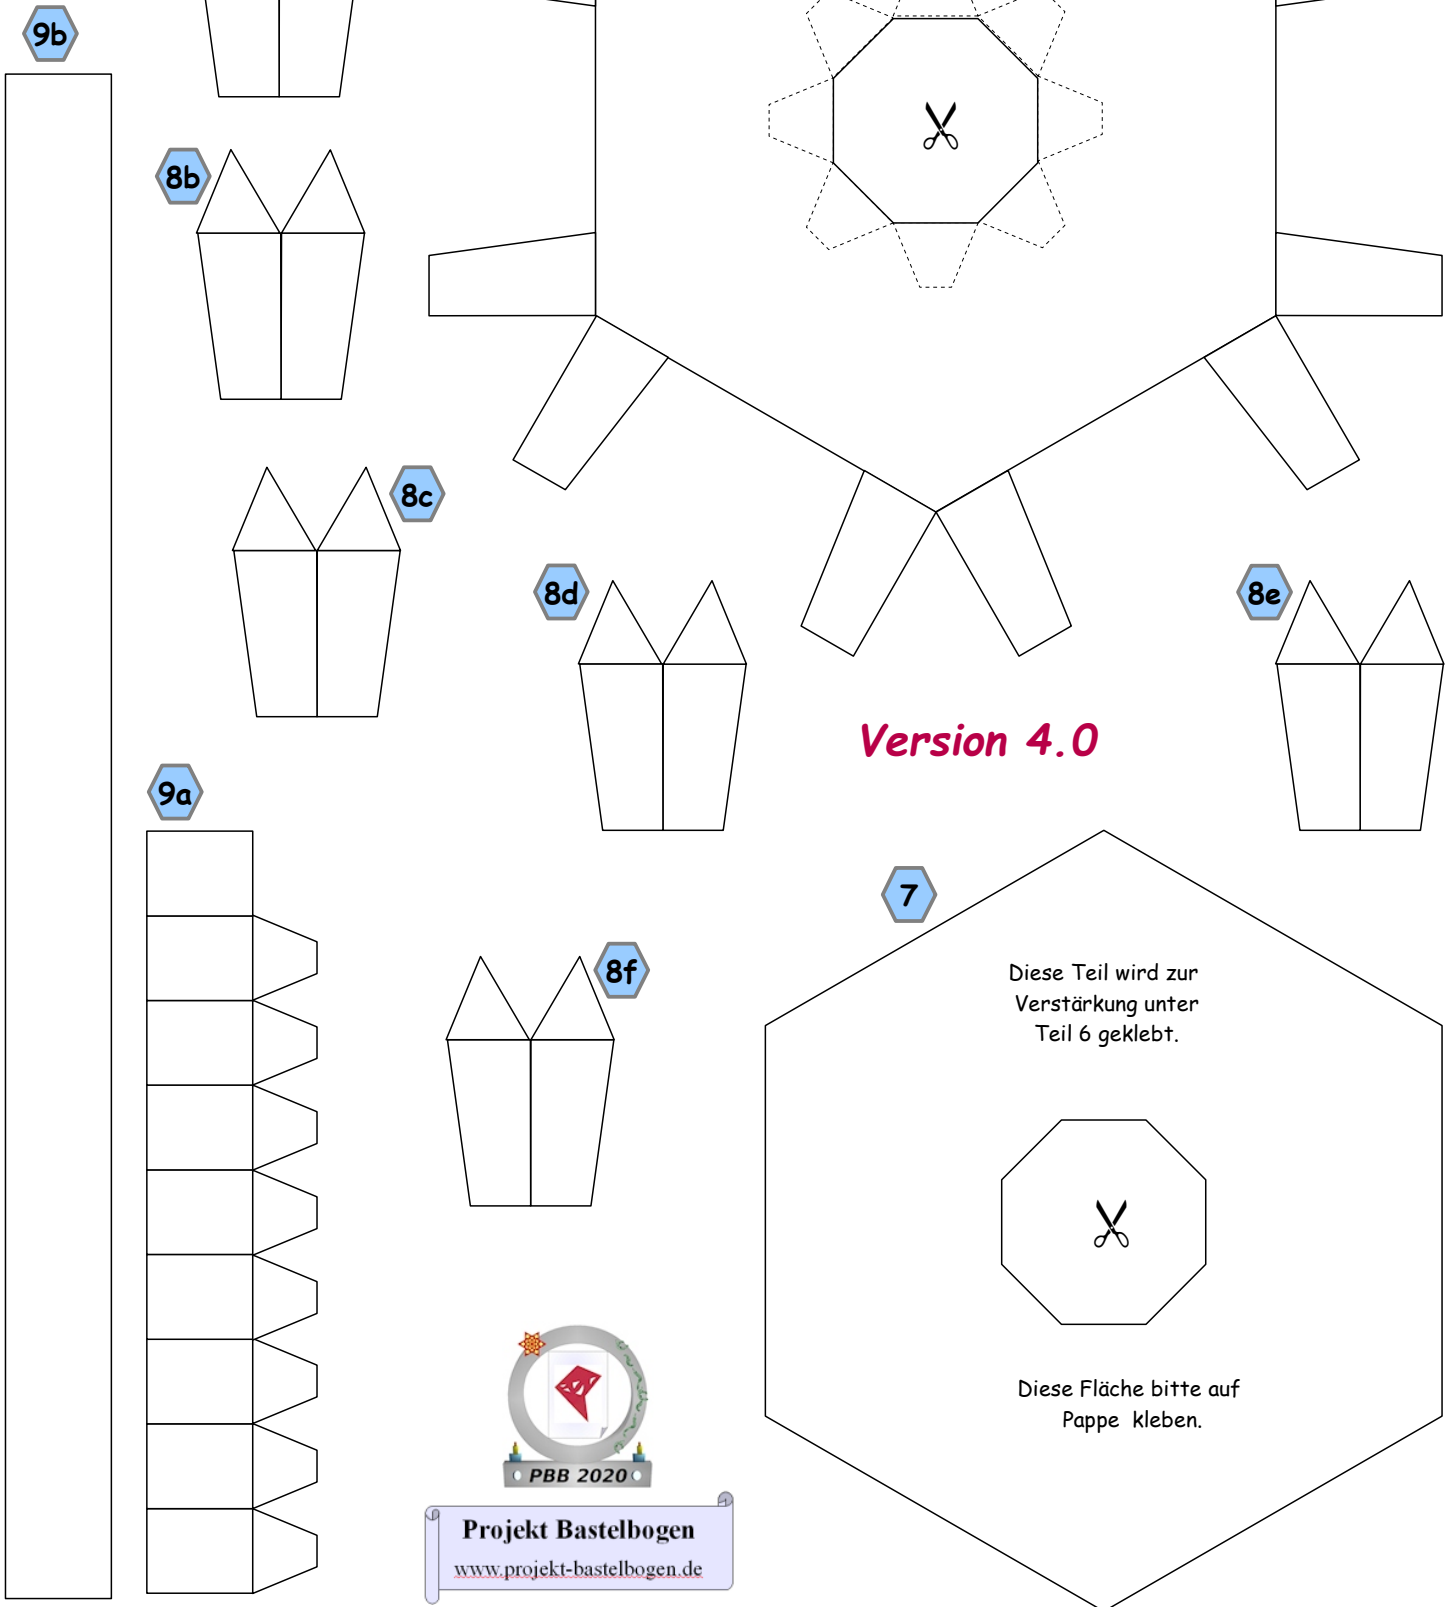 9b
8b
8c
8d
8e
Version 4.0
9a
7
8f
Diese Teil wird zur
Verstärkung unter
Teil 6 geklebt.
Diese Fläche bitte auf
Pappe kleben.
PBB 2020
Projekt Bastelbogen
www.projekt-bastelbogen.de